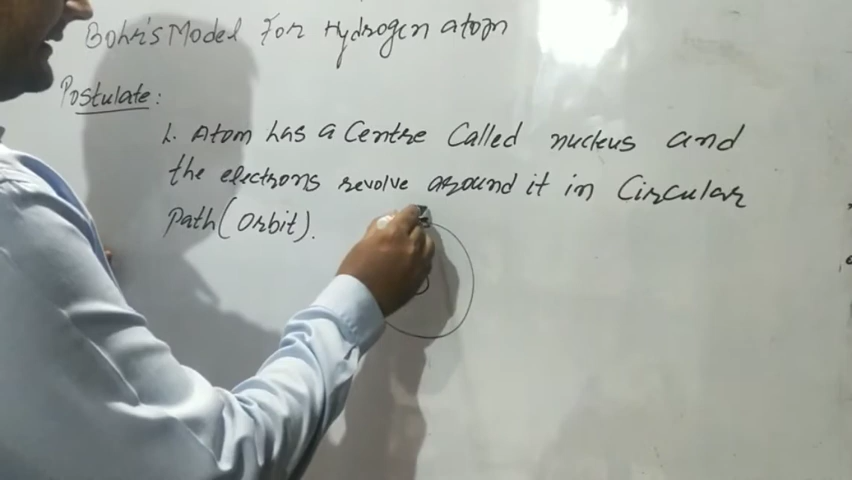 Bohr's Model For Hydrogen atom
Postulate:
1. Atom has a Centre Called nucleus and
the electrons revolve around it in Circular
Path (Orbit).